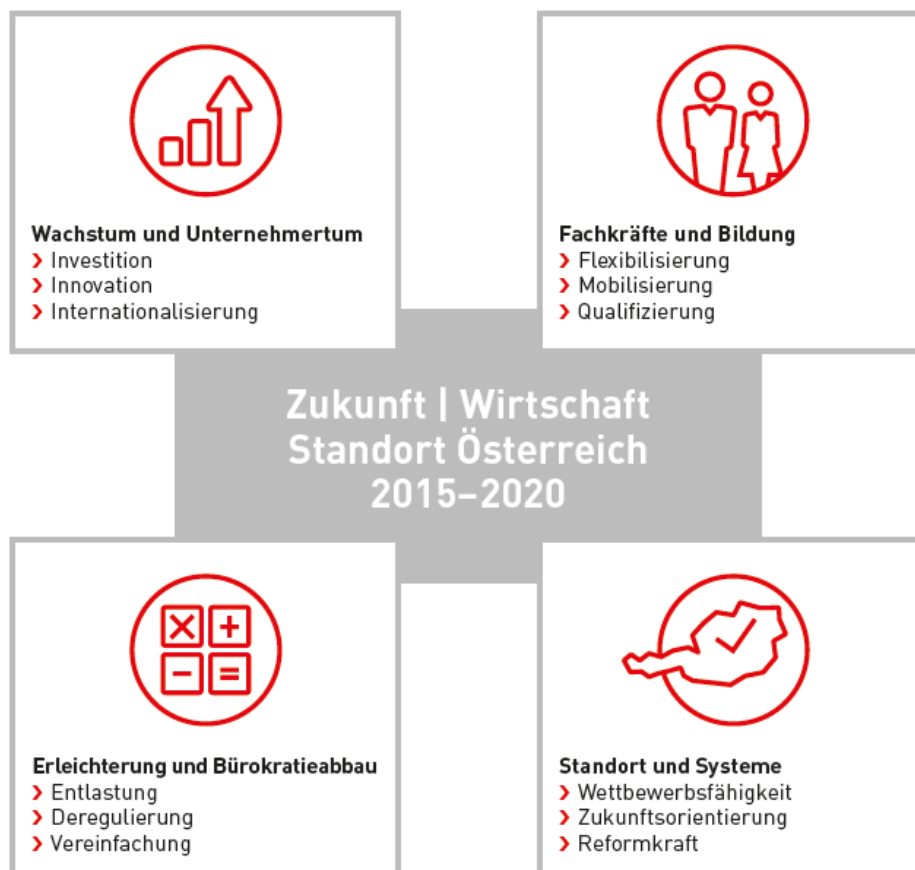 Wachstum und Unternehmertum
› Investition
› Innovation
› Internationalisierung
Fachkräfte und Bildung
› Flexibilisierung
› Mobilisierung
› Qualifizierung
Zukunft | Wirtschaft
Standort Österreich
2015–2020
Erleichterung und Bürokratieabbau
› Entlastung
› Deregulierung
› Vereinfachung
Standort und Systeme
› Wettbewerbsfähigkeit
› Zukunftsorientierung
› Reformkraft